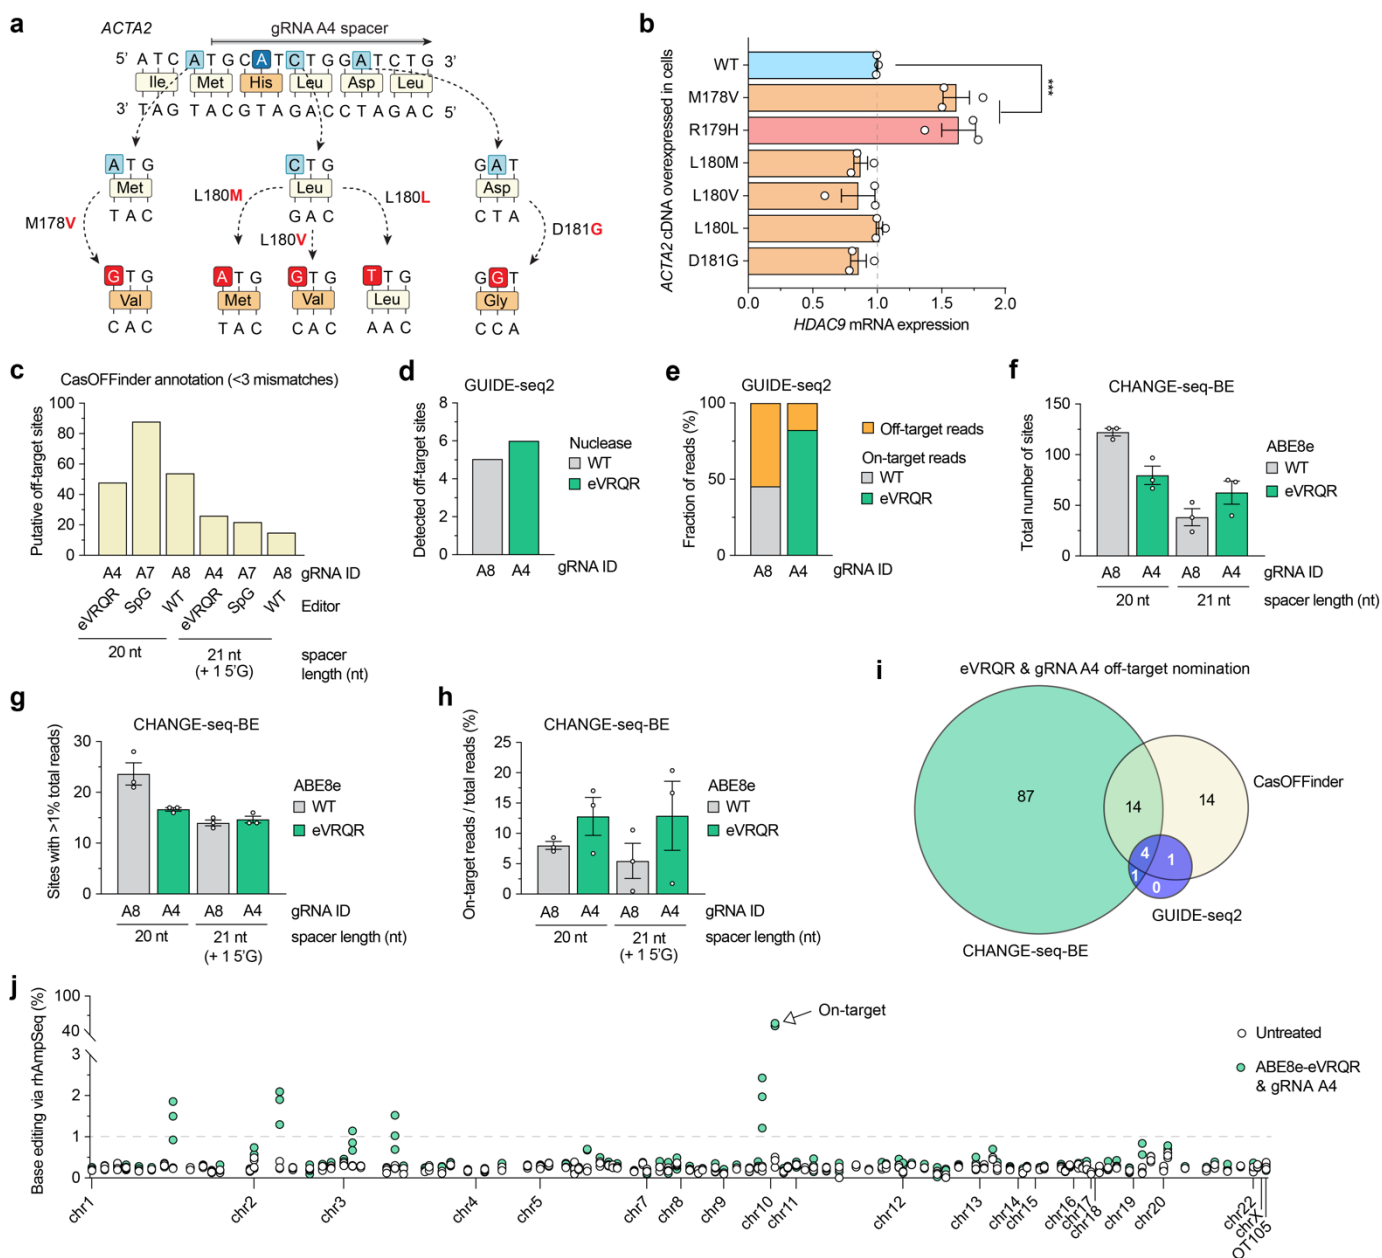 a
ACTA2
gRNA A4 spacer
5' A T C A T G C A T C T G G A T C T G 3'
Ile Met His Leu Asp Leu
3' T A G T A C G T A G A C C T A G A C 5'
A T G
C T G
G A T
Met
Leu
Asp
T A C
G A C
C T A
M178V
L180M
L180V
L180L
D181G
G T G
A T G
G T G
T T G
G G T
Val
Met
Val
Leu
Gly
C A C
T A C
C A C
A A C
C C A
b
ACTA2 cDNA overexpressed in cells
WT
M178V
R179H
L180M
L180V
L180L
D181G
***
0.0 0.5 1.0 1.5 2.0
HDAC9 mRNA expression
c
CasOFFinder annotation (<3 mismatches)
Putative off-target sites
100
80
60
40
20
0
A4 A7 A8 A4 A7 A8 gRNA ID
eVRQR SpG WT eVRQR SpG WT Editor
20 nt 21 nt (+ 1 5'G) spacer length (nt)
d
GUIDE-seq2
Detected off-target sites
8
6
4
2
0
Nuclease
WT
eVRQR
A8 A4 gRNA ID
e
GUIDE-seq2
Fraction of reads (%)
100
75
50
25
0
Off-target reads
On-target reads
WT
eVRQR
A8 A4 gRNA ID
f
CHANGE-seq-BE
Total number of sites
150
100
50
0
ABE8e
WT
eVRQR
A8 A4 A8 A4 gRNA ID
20 nt 21 nt spacer length (nt)
g
CHANGE-seq-BE
Sites with >1% total reads)
30
20
10
0
ABE8e
WT
eVRQR
A8 A4 A8 A4 gRNA ID
20 nt 21 nt spacer length (nt)
(+ 1 5'G)
h
CHANGE-seq-BE
On-target reads / total reads (%)
25
20
15
10
5
0
ABE8e
WT
eVRQR
A8 A4 A8 A4 gRNA ID
20 nt 21 nt spacer length (nt)
(+ 1 5'G)
i
eVRQR & gRNA A4 off-target nomination
CasOFFinder
87 14 14
4 1
1 0
GUIDE-seq2
CHANGE-seq-BE
j
Base editing via rhAmpSeq (%)
100
40
3
2
1
0
On-target
Untreated
ABE8e-eVRQR
& gRNA A4
chr1 chr2 chr3 chr4 chr5 chr7 chr8 chr9 chr10 chr11 chr12 chr13 chr14 chr15 chr16 chr17 chr18 chr19 chr20 chr22 chrX OT105